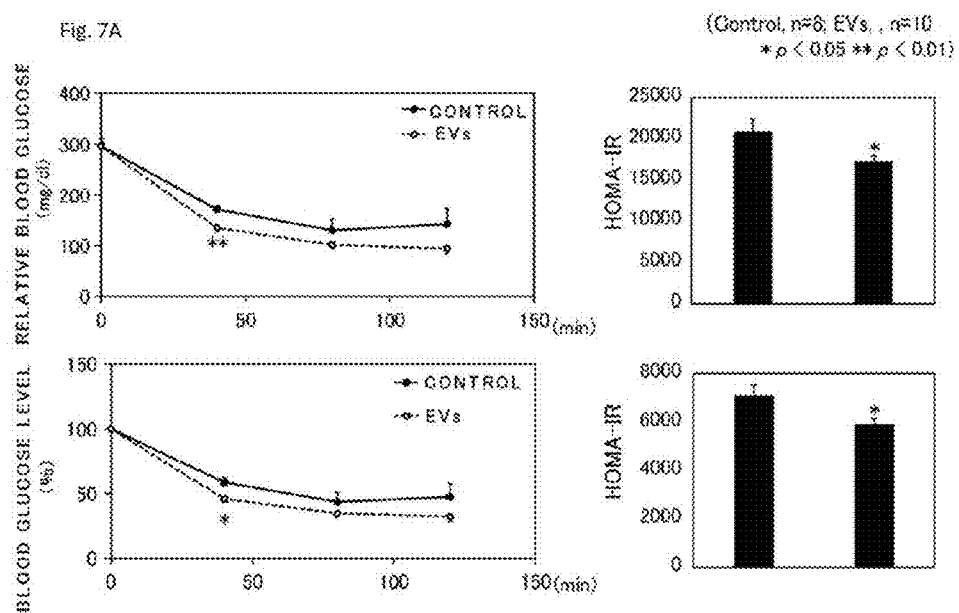 Fig. 7A
(Control, n=8; EVs, , n=10
* p < 0.05 ** p < 0.01)
RELATIVE BLOOD GLUCOSE
(mg/dl)
400
300
200
100
0
CONTROL
EVs
**
0
50
100
150 (min)
HOMA-IR
25000
20000
15000
10000
5000
0
*
BLOOD GLUCOSE LEVEL
(%)
150
100
50
0
CONTROL
EVs
*
0
50
100
150 (min)
HOMA-IR
8000
6000
4000
2000
0
*